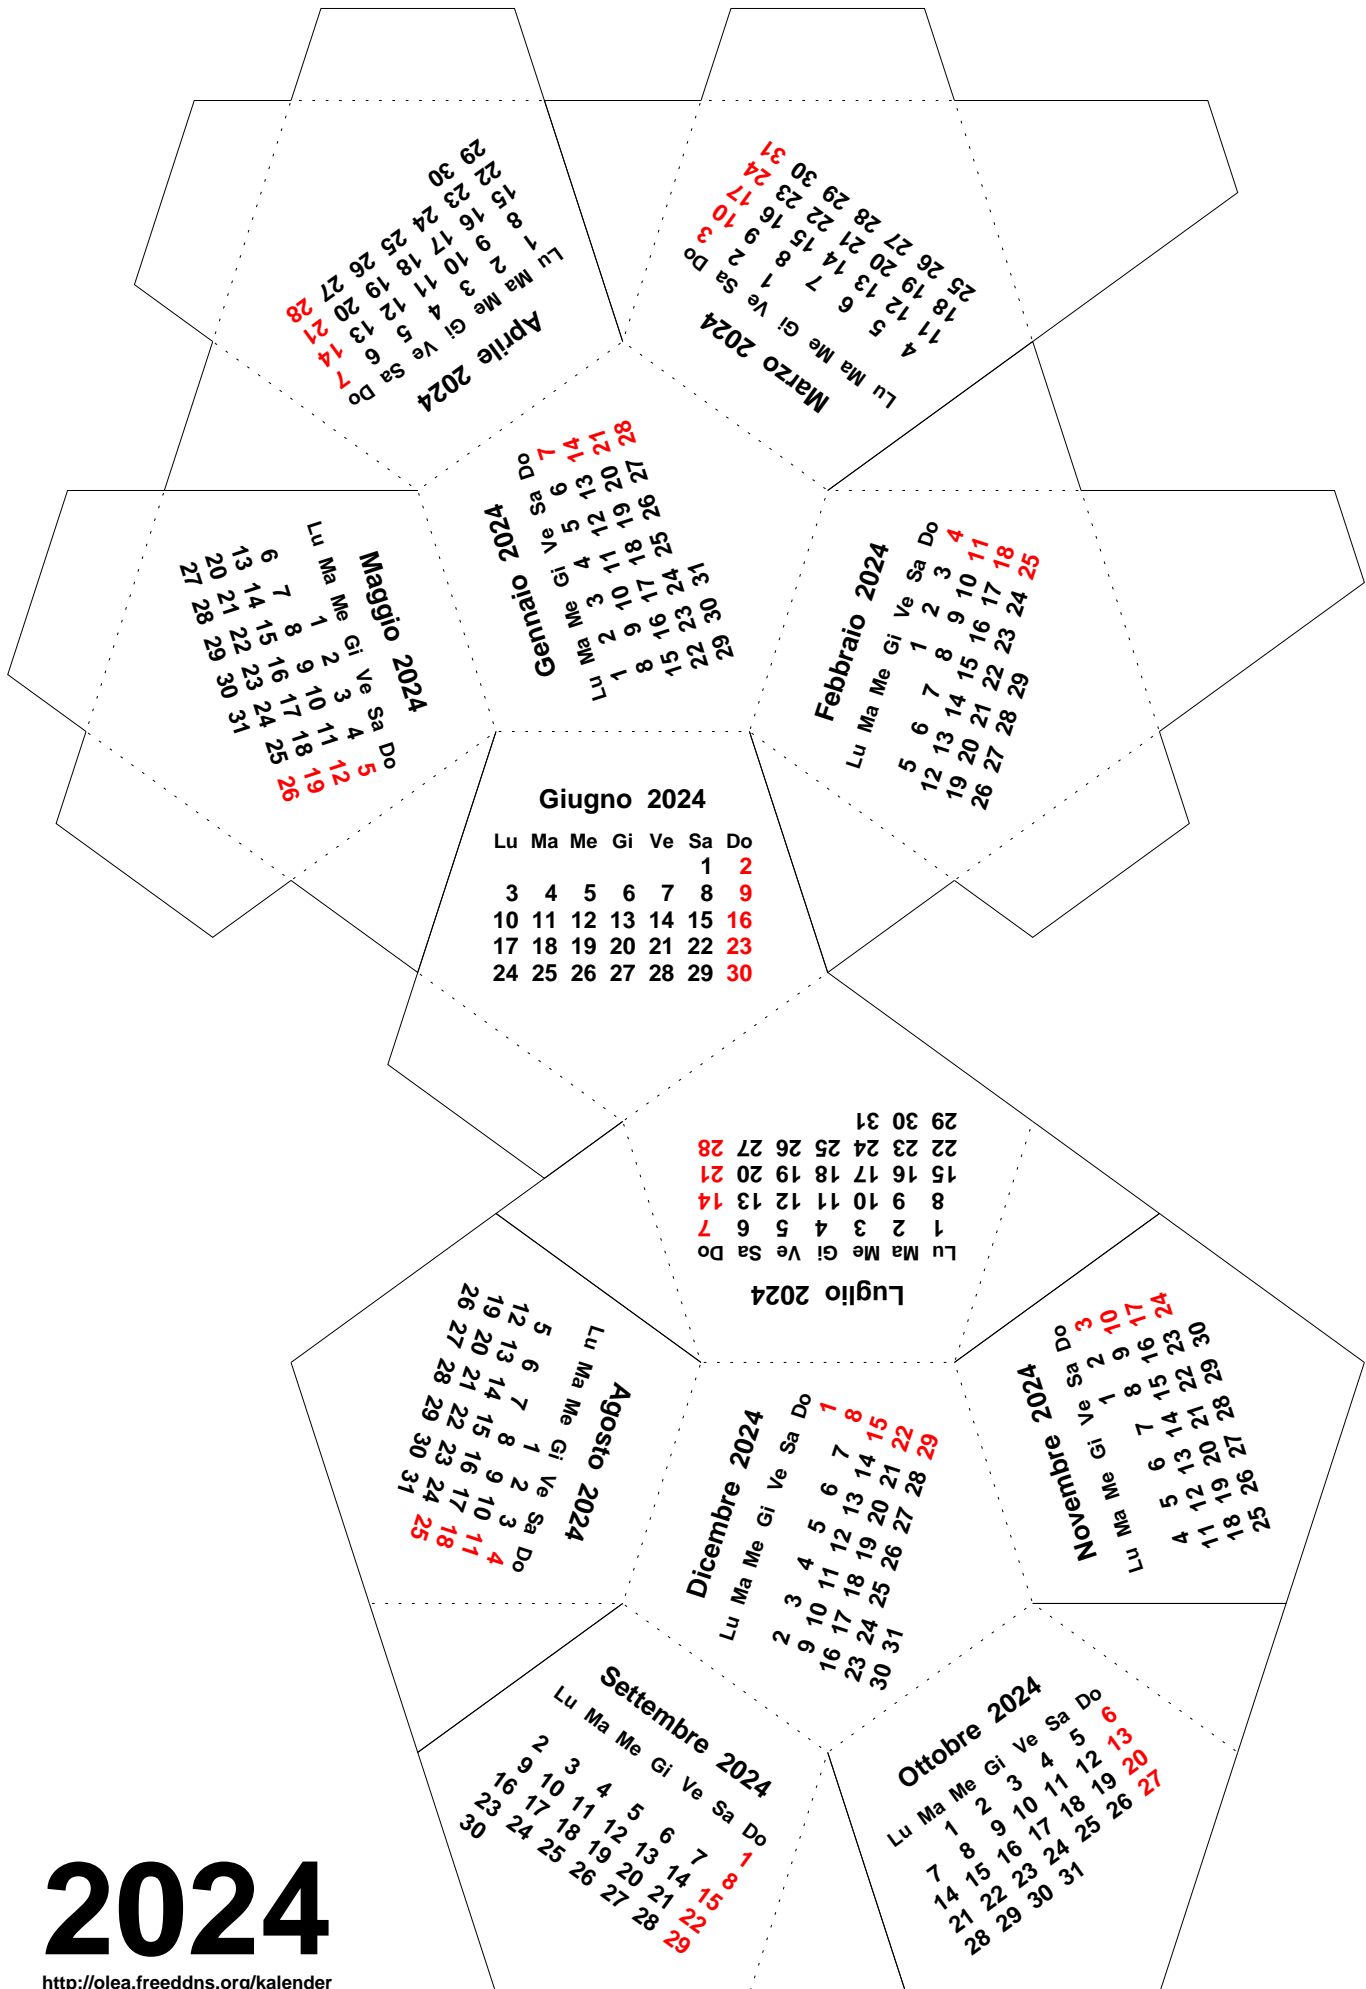 Aprile 2024
Lu Ma Me Gi Ve Sa Do
1 2 3 4 5 6 7
8 9 10 11 12 13 14
15 16 17 18 19 20 21
22 23 24 25 26 27 28
29 30
Marzo 2024
Lu Ma Me Gi Ve Sa Do
1 2 3
4 5 6 7 8 9 10
11 12 13 14 15 16 17
18 19 20 21 22 23 24
25 26 27 28 29 30 31
Gennaio 2024
Lu Ma Me Gi Ve Sa Do
1 2 3 4 5 6 7
8 9 10 11 12 13 14
15 16 17 18 19 20 21
22 23 24 25 26 27 28
29 30 31
Maggio 2024
Lu Ma Me Gi Ve Sa Do
1 2 3 4 5
6 7 8 9 10 11 12
13 14 15 16 17 18 19
20 21 22 23 24 25 26
27 28 29 30 31
Febbraio 2024
Lu Ma Me Gi Ve Sa Do
1 2 3 4
5 6 7 8 9 10 11
12 13 14 15 16 17 18
19 20 21 22 23 24 25
26 27 28 29
Giugno 2024
Lu Ma Me Gi Ve Sa Do
1 2
3 4 5 6 7 8 9
10 11 12 13 14 15 16
17 18 19 20 21 22 23
24 25 26 27 28 29 30
Luglio 2024
Lu Ma Me Gi Ve Sa Do
1 2 3 4 5 6 7
8 9 10 11 12 13 14
15 16 17 18 19 20 21
22 23 24 25 26 27 28
29 30 31
Agosto 2024
Lu Ma Me Gi Ve Sa Do
1 2 3 4
5 6 7 8 9 10 11
12 13 14 15 16 17 18
19 20 21 22 23 24 25
26 27 28 29 30 31
Dicembre 2024
Lu Ma Me Gi Ve Sa Do
1
2 3 4 5 6 7 8
9 10 11 12 13 14 15
16 17 18 19 20 21 22
23 24 25 26 27 28 29
30 31
Novembre 2024
Lu Ma Me Gi Ve Sa Do
1 2 3
4 5 6 7 8 9 10
11 12 13 14 15 16 17
18 19 20 21 22 23 24
25 26 27 28 29 30
Settembre 2024
Lu Ma Me Gi Ve Sa Do
1
2 3 4 5 6 7 8
9 10 11 12 13 14 15
16 17 18 19 20 21 22
23 24 25 26 27 28 29
30
Ottobre 2024
Lu Ma Me Gi Ve Sa Do
1 2 3 4 5 6
7 8 9 10 11 12 13
14 15 16 17 18 19 20
21 22 23 24 25 26 27
28 29 30 31
2024
http://olea.freeddns.org/kalender